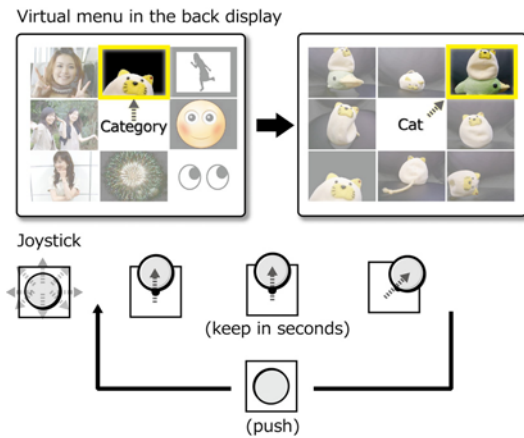 Virtual menu in the back display
Category
Cat
Joystick
(keep in seconds)
(push)